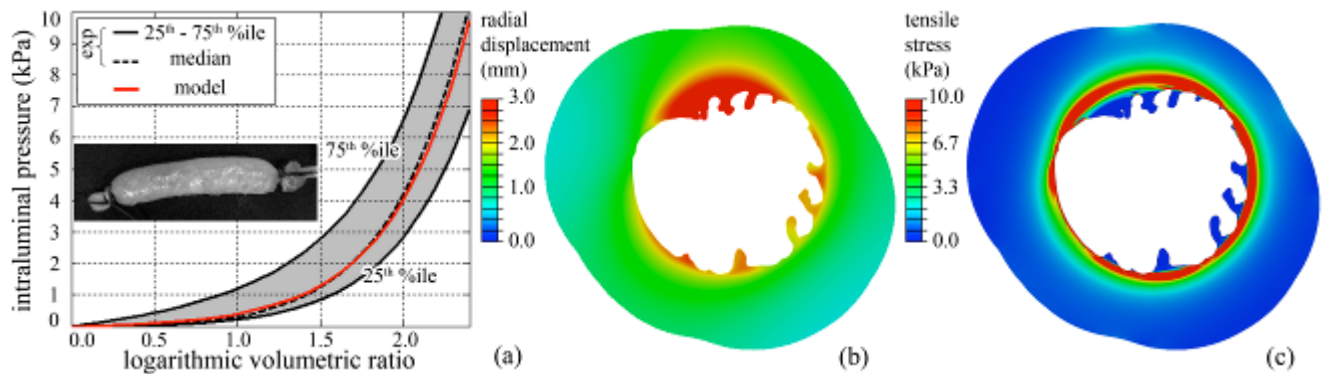 intraluminal pressure (kPa)
10
9
8
7
6
5
4
3
2
1
0
exp
25th - 75th %ile
median
model
75th %ile
25th %ile
0.0 0.5 1.0 1.5 2.0
logarithmic volumetric ratio
(a)
radial
displacement
(mm)
3.0
2.0
1.0
0.0
(b)
tensile
stress
(kPa)
10.0
6.7
3.3
0.0
(c)